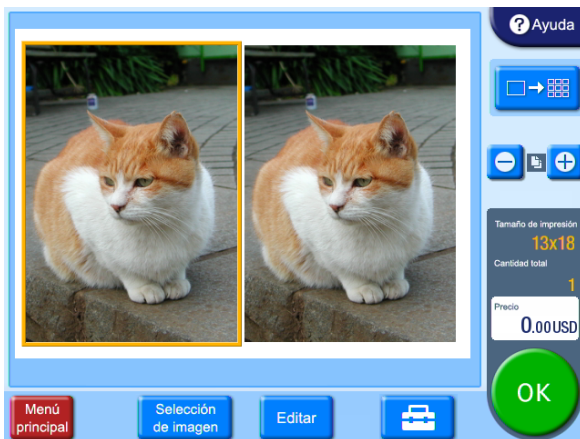 ? Ayuda
Tamaño de impresión
13x18
Cantidad total
1
Precio
0.00USD
OK
Menú
principal
Selección
de imagen
Editar